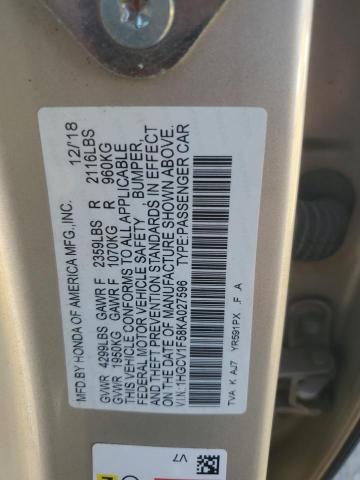 MFD. BY HONDA OF AMERICA MFG., INC. 12/18
GVWR 4299LBS GAWR F 2359LBS R 2116LBS
GVWR 1950KG GAWR F 1070KG R 960KG
THIS VEHICLE CONFORMS TO ALL APPLICABLE
FEDERAL MOTOR VEHICLE SAFETY, BUMPER,
AND THEFT PREVENTION STANDARDS IN EFFECT
ON THE DATE OF MANUFACTURE SHOWN ABOVE.
V.I.N.:1HGCV1F58KA027596 TYPE:PASSENGER CAR
TVA K AJ7 YR591PX .F .A
V7